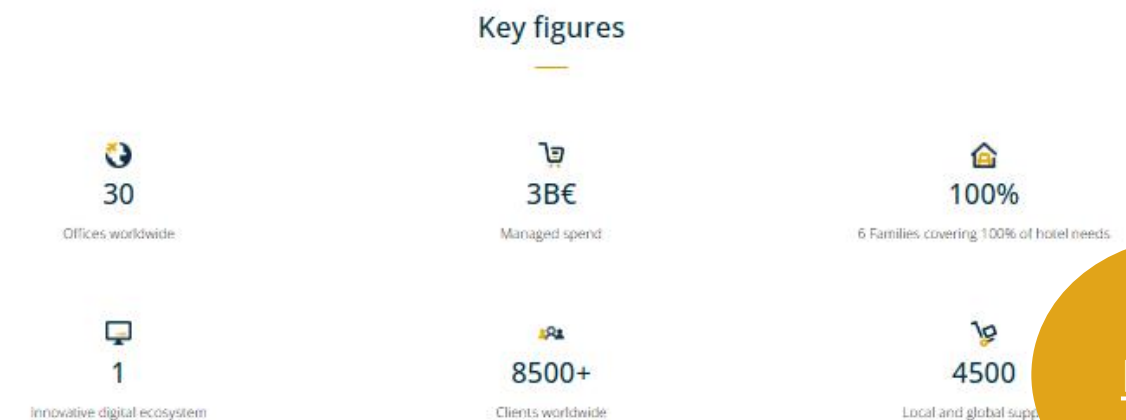 Key figures
30
3B€
100%
Offices worldwide
Managed spend
6 Families covering 100% of hotel needs
1
8500+
4500
Innovative digital ecosystem
Clients worldwide
Local and global